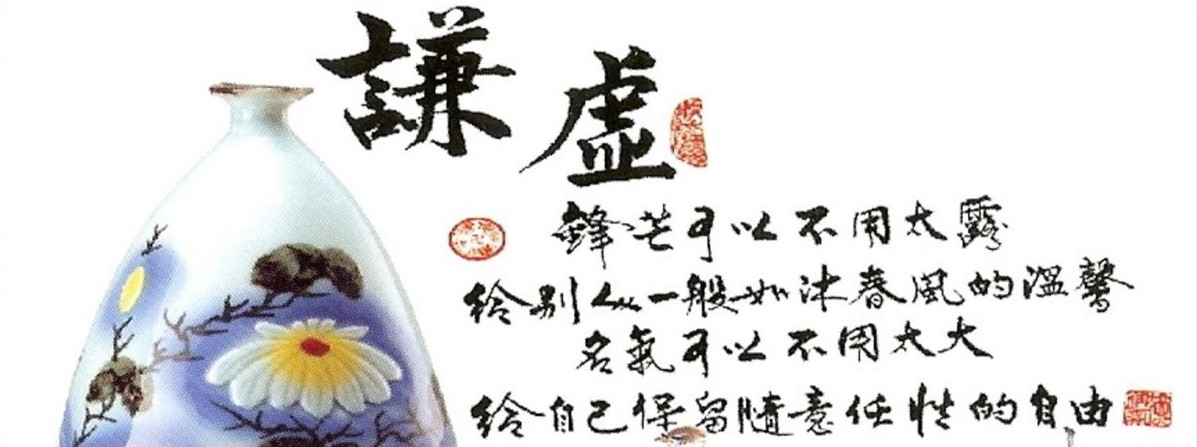 謙虛
鋒芒可以不用太露
給別人一般如沐春風的溫馨
名氣可以不用太大
給自己保留隨意任性的自由